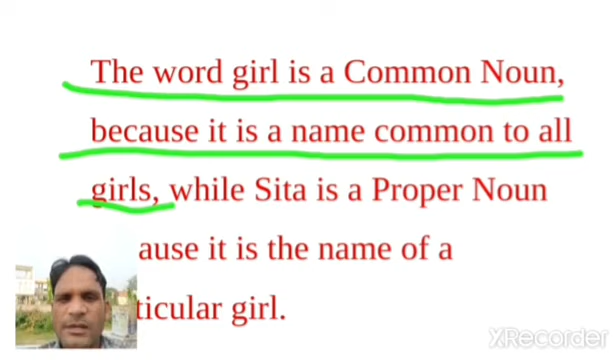 The word girl is a Common Noun,
because it is a name common to all
girls, while Sita is a Proper Noun
ause it is the name of a
ticular girl.
XRecorder